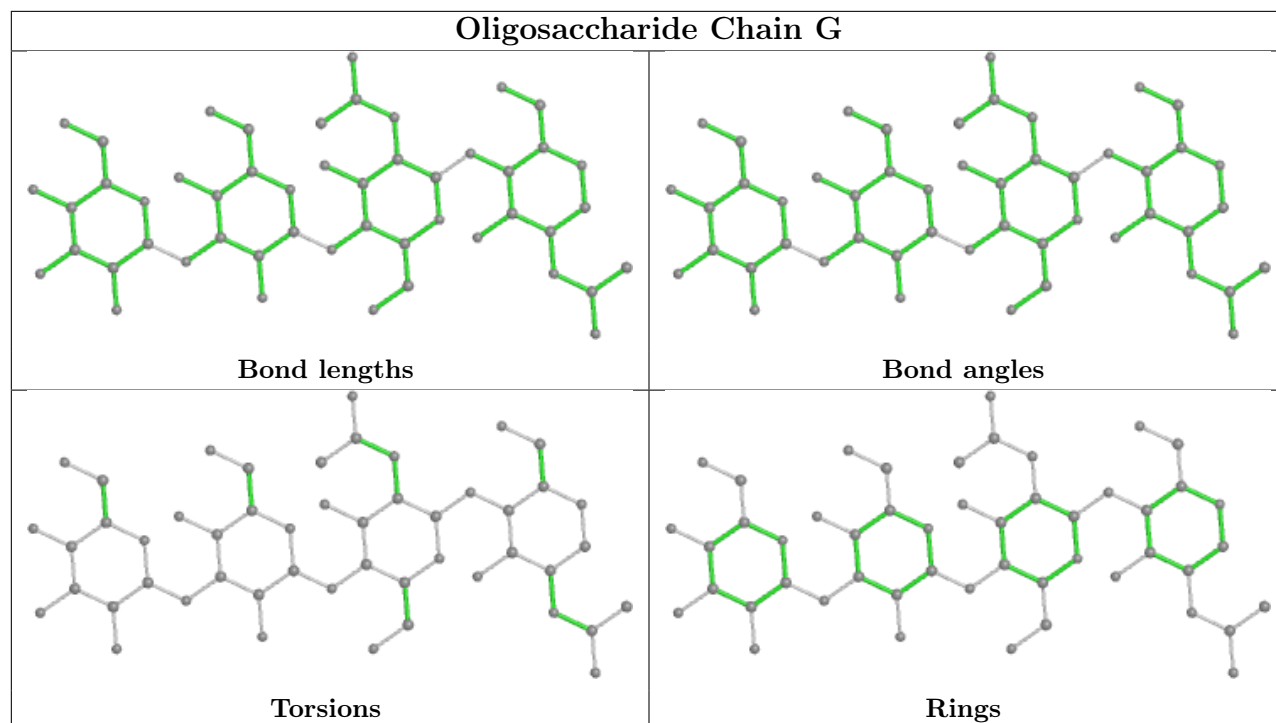 Oligosaccharide Chain G
Bond lengths
Bond angles
Torsions
Rings